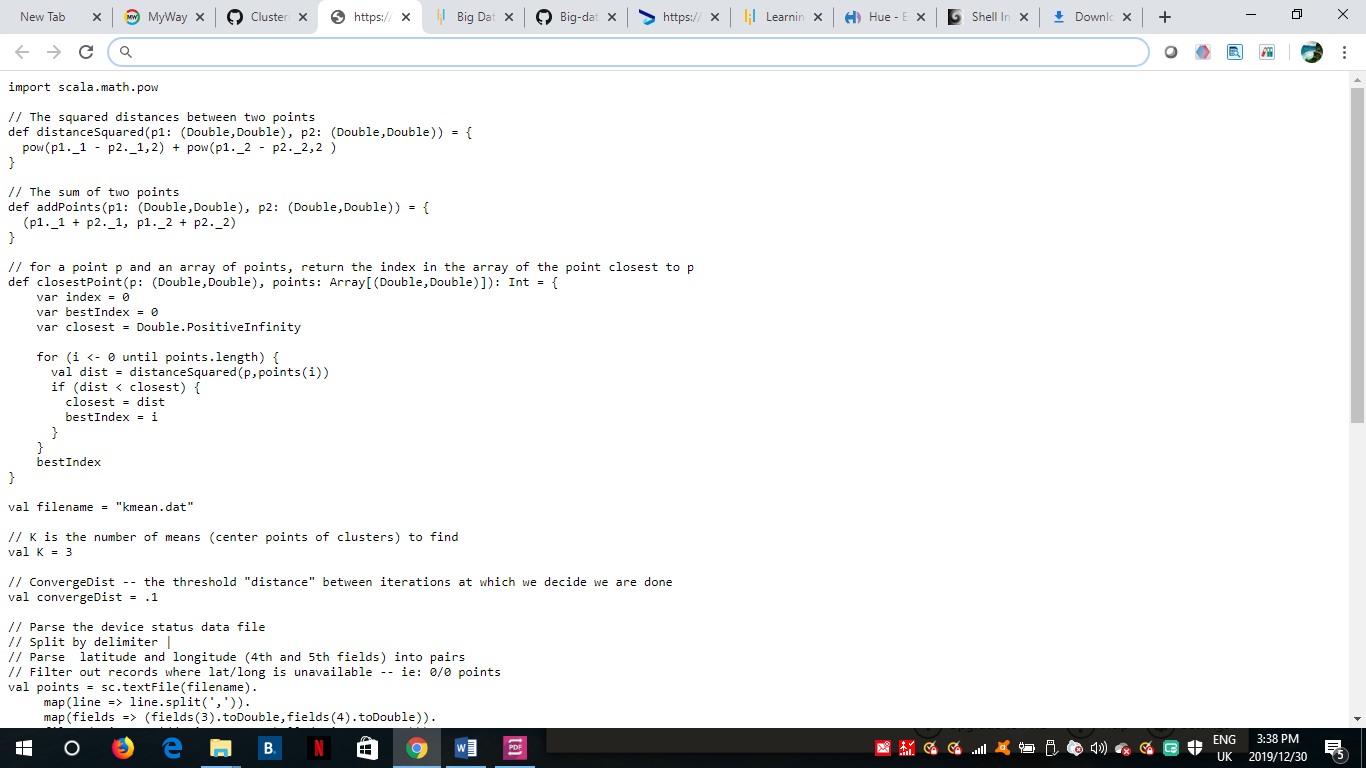 New Tab
MyWay
Cluster
https:/
Big Dat
Big-dat
https:/
Learnin
Hue - E
Shell In
Downlc
import scala.math.pow
// The squared distances between two points
def distanceSquared(p1: (Double,Double), p2: (Double,Double)) = {
  pow(p1._1 - p2._1,2) + pow(p1._2 - p2._2,2 )
}
// The sum of two points
def addPoints(p1: (Double,Double), p2: (Double,Double)) = {
  (p1._1 + p2._1, p1._2 + p2._2)
}
// for a point p and an array of points, return the index in the array of the point closest to p
def closestPoint(p: (Double,Double), points: Array[(Double,Double)]): Int = {
    var index = 0
    var bestIndex = 0
    var closest = Double.PositiveInfinity
    for (i <- 0 until points.length) {
      val dist = distanceSquared(p,points(i))
      if (dist < closest) {
        closest = dist
        bestIndex = i
      }
    }
    bestIndex
}
val filename = "kmean.dat"
// K is the number of means (center points of clusters) to find
val K = 3
// ConvergeDist -- the threshold "distance" between iterations at which we decide we are done
val convergeDist = .1
// Parse the device status data file
// Split by delimiter |
// Parse  latitude and longitude (4th and 5th fields) into pairs
// Filter out records where lat/long is unavailable -- ie: 0/0 points
val points = sc.textFile(filename).
     map(line => line.split(',')).
     map(fields => (fields(3).toDouble,fields(4).toDouble)).
B.
N
PDF
ENG
UK
3:38 PM
2019/12/30
5